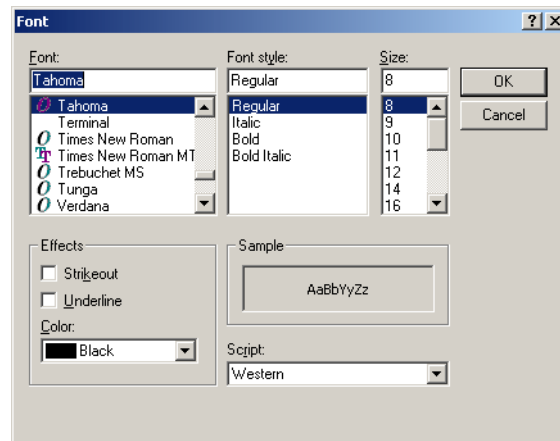 Font
Font: Font style: Size:
Tahoma Regular 8 OK
Tahoma Regular 8 Cancel
Terminal Italic 9
Times New Roman Bold 10
Times New Roman MT Bold Italic 11
Trebuchet MS 12
Tunga 14
Verdana 16
Effects Sample
Strikeout
AaBbYyZz
Underline
Color:
Black Script:
Western